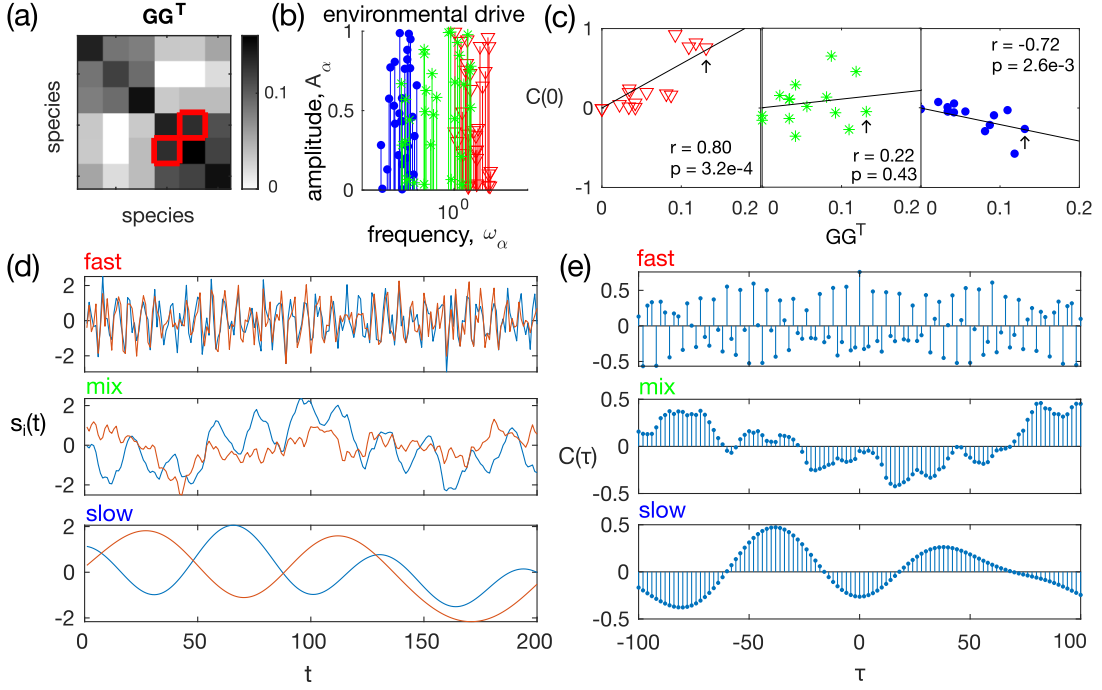 (a)
GG^T
species
species
0.1
0
(b) environmental drive
amplitude, A_α
1
0.5
0
10^0
frequency, ω_α
(c)
C(0)
1
0
-1
r = 0.80
p = 3.2e-4
r = 0.22
p = 0.43
r = -0.72
p = 2.6e-3
0 0.1 0.2 0 0.1 0.2 0 0.1 0.2
GG^T
(d)
fast
2
0
-2
mix
s_i(t)
2
0
-2
slow
2
0
-2
0 50 100 150 200
t
(e)
fast
0.5
0
-0.5
mix
C(τ)
0.5
0
-0.5
slow
0.5
0
-0.5
-100 -50 0 50 100
τ